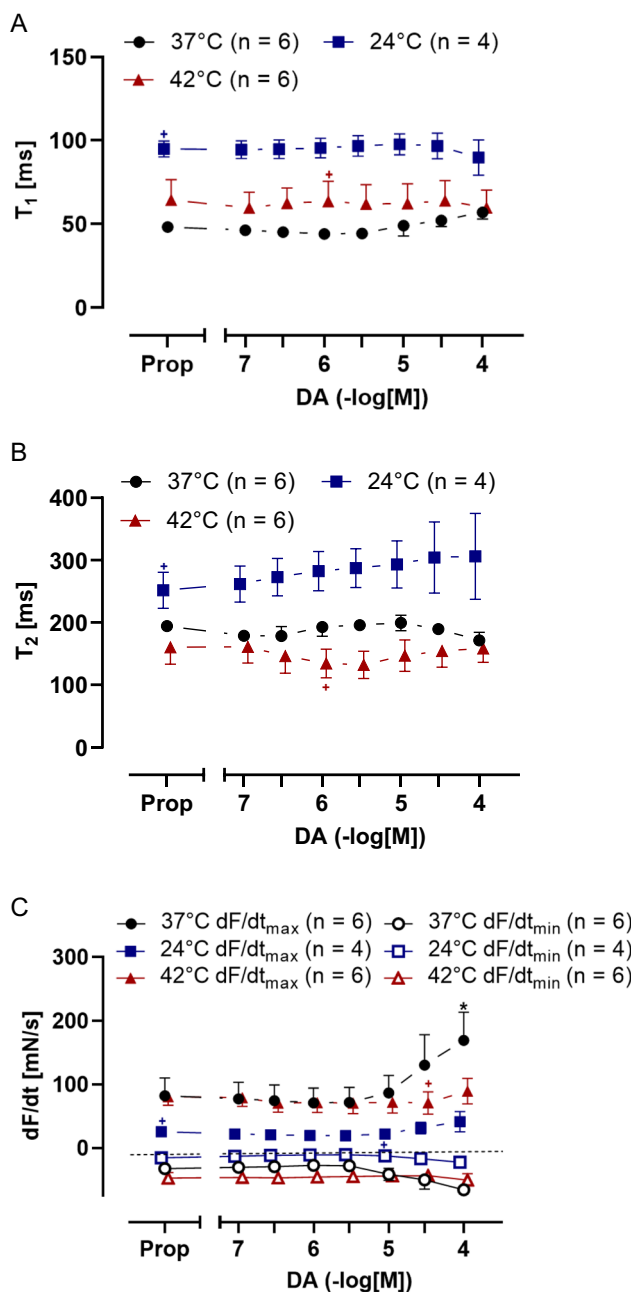 A
37°C (n = 6) 24°C (n = 4)
42°C (n = 6)
T1 [ms]
150
100
+
+
50
0
Prop 7 6 5 4
DA (-log[M])
B
37°C (n = 6) 24°C (n = 4)
42°C (n = 6)
T2 [ms]
400
300
+
200
100
+
0
Prop 7 6 5 4
DA (-log[M])
C
37°C dF/dtmax (n = 6) 37°C dF/dtmin (n = 6)
24°C dF/dtmax (n = 4) 24°C dF/dtmin (n = 4)
42°C dF/dtmax (n = 6) 42°C dF/dtmin (n = 6)
dF/dt [mN/s]
300
200
*
100
+
+
+
0
Prop 7 6 5 4
DA (-log[M])